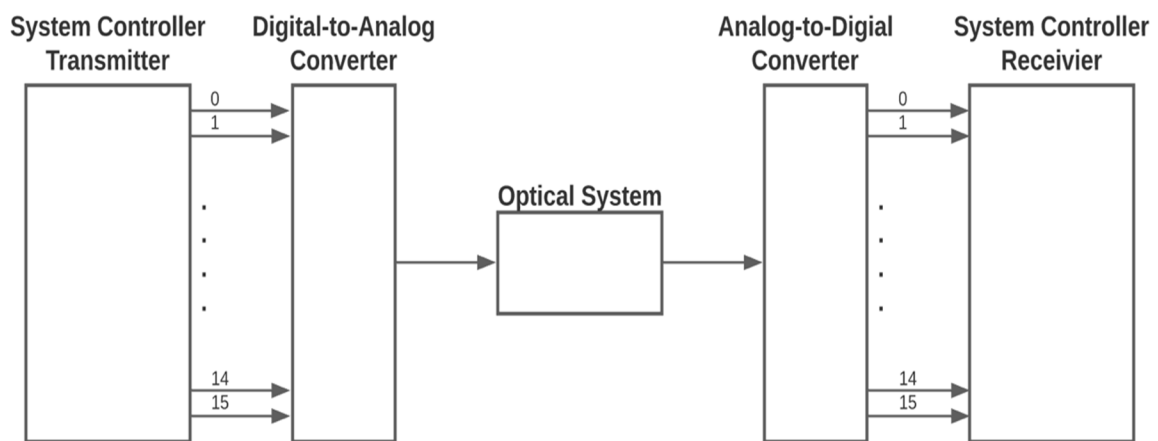 System Controller
Transmitter
Digital-to-Analog
Converter
Analog-to-Digial
Converter
System Controller
Receivier
0
1
14
15
Optical System
0
1
14
15